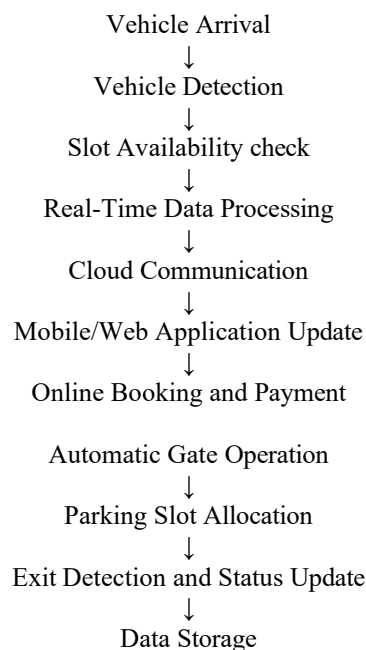 Vehicle Arrival
↓
Vehicle Detection
↓
Slot Availability check
↓
Real-Time Data Processing
↓
Cloud Communication
↓
Mobile/Web Application Update
↓
Online Booking and Payment
Automatic Gate Operation
↓
Parking Slot Allocation
↓
Exit Detection and Status Update
↓
Data Storage